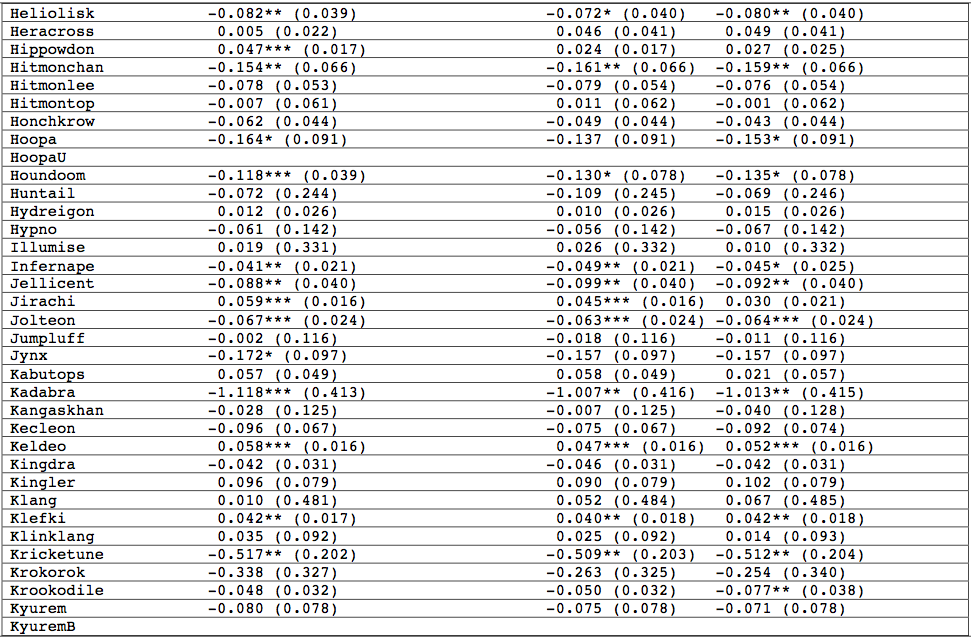 Heliolisk -0.082** (0.039) -0.072* (0.040) -0.080** (0.040)
Heracross 0.005 (0.022) 0.046 (0.041) 0.049 (0.041)
Hippowdon 0.047*** (0.017) 0.024 (0.017) 0.027 (0.025)
Hitmonchan -0.154** (0.066) -0.161** (0.066) -0.159** (0.066)
Hitmonlee -0.078 (0.053) -0.079 (0.054) -0.076 (0.054)
Hitmontop -0.007 (0.061) 0.011 (0.062) -0.001 (0.062)
Honchkrow -0.062 (0.044) -0.049 (0.044) -0.043 (0.044)
Hoopa -0.164* (0.091) -0.137 (0.091) -0.153* (0.091)
HoopaU
Houndoom -0.118*** (0.039) -0.130* (0.078) -0.135* (0.078)
Huntail -0.072 (0.244) -0.109 (0.245) -0.069 (0.246)
Hydreigon 0.012 (0.026) 0.010 (0.026) 0.015 (0.026)
Hypno -0.061 (0.142) -0.056 (0.142) -0.067 (0.142)
Illumise 0.019 (0.331) 0.026 (0.332) 0.010 (0.332)
Infernape -0.041** (0.021) -0.049** (0.021) -0.045* (0.025)
Jellicent -0.088** (0.040) -0.099** (0.040) -0.092** (0.040)
Jirachi 0.059*** (0.016) 0.045*** (0.016) 0.030 (0.021)
Jolteon -0.067*** (0.024) -0.063*** (0.024) -0.064*** (0.024)
Jumpluff -0.002 (0.116) -0.018 (0.116) -0.011 (0.116)
Jynx -0.172* (0.097) -0.157 (0.097) -0.157 (0.097)
Kabutops 0.057 (0.049) 0.058 (0.049) 0.021 (0.057)
Kadabra -1.118*** (0.413) -1.007** (0.416) -1.013** (0.415)
Kangaskhan -0.028 (0.125) -0.007 (0.125) -0.040 (0.128)
Kecleon -0.096 (0.067) -0.075 (0.067) -0.092 (0.074)
Keldeo 0.058*** (0.016) 0.047*** (0.016) 0.052*** (0.016)
Kingdra -0.042 (0.031) -0.046 (0.031) -0.042 (0.031)
Kingler 0.096 (0.079) 0.090 (0.079) 0.102 (0.079)
Klang 0.010 (0.481) 0.052 (0.484) 0.067 (0.485)
Klefki 0.042** (0.017) 0.040** (0.018) 0.042** (0.018)
Klinklang 0.035 (0.092) 0.025 (0.092) 0.014 (0.093)
Kricketune -0.517** (0.202) -0.509** (0.203) -0.512** (0.204)
Krokorok -0.338 (0.327) -0.263 (0.325) -0.254 (0.340)
Krookodile -0.048 (0.032) -0.050 (0.032) -0.077** (0.038)
Kyurem -0.080 (0.078) -0.075 (0.078) -0.071 (0.078)
KyuremB